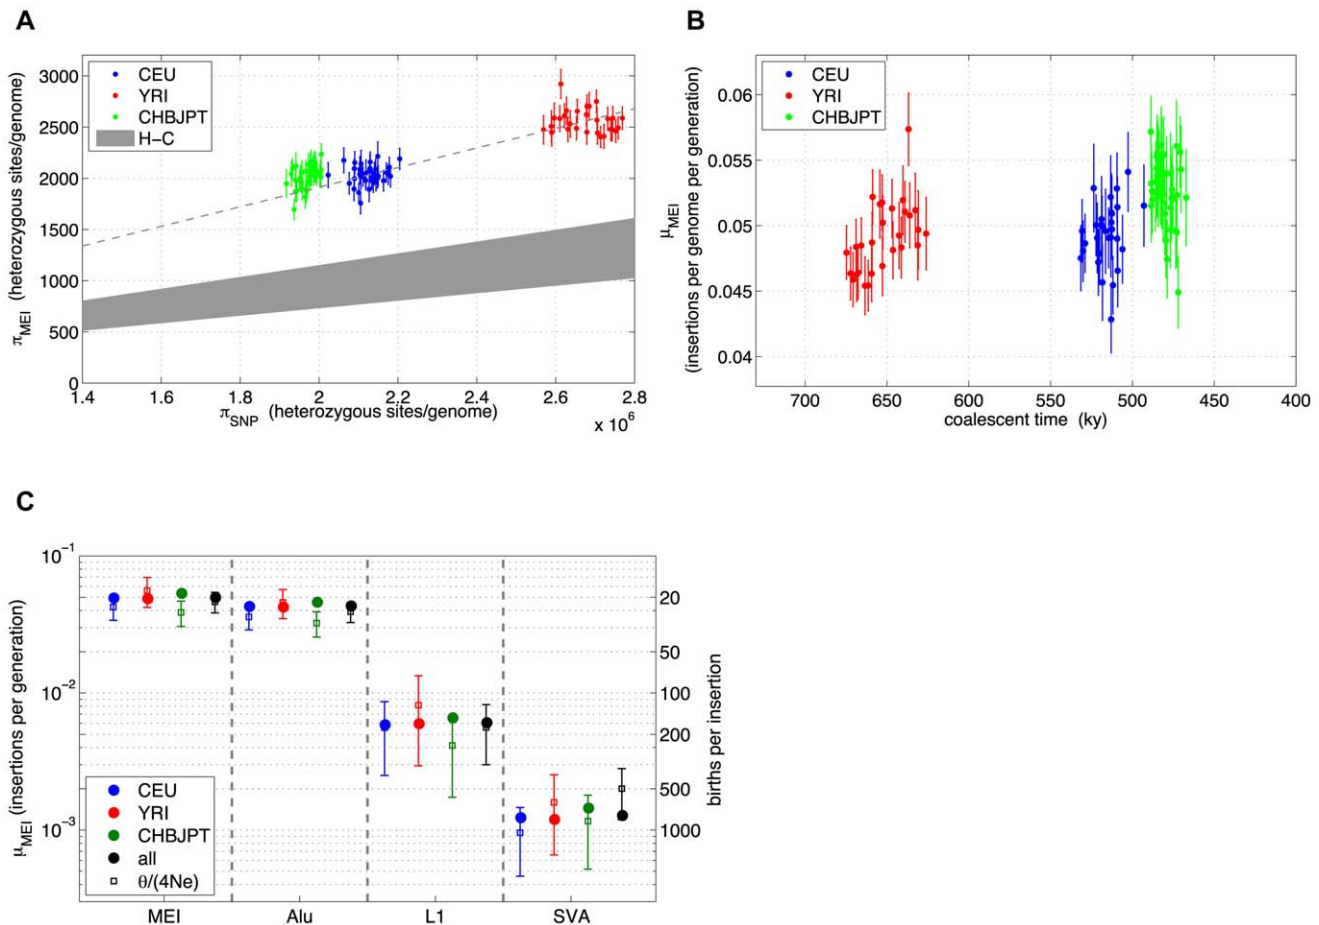 A
π_MEI (heterozygous sites/genome)
3000
2500
2000
1500
1000
500
0
CEU
YRI
CHBJPT
H−C
1.4
1.6
1.8
2
2.2
2.4
2.6
2.8
x 10^6
π_SNP (heterozygous sites/genome)
B
μ_MEI
(insertions per genome per generation)
0.06
0.055
0.05
0.045
0.04
CEU
YRI
CHBJPT
700
650
600
550
500
450
400
coalescent time (ky)
C
μ_MEI (insertions per generation)
10^−1
10^−2
10^−3
CEU
YRI
CHBJPT
all
θ/(4Ne)
20
50
100
200
500
1000
births per insertion
MEI
Alu
L1
SVA